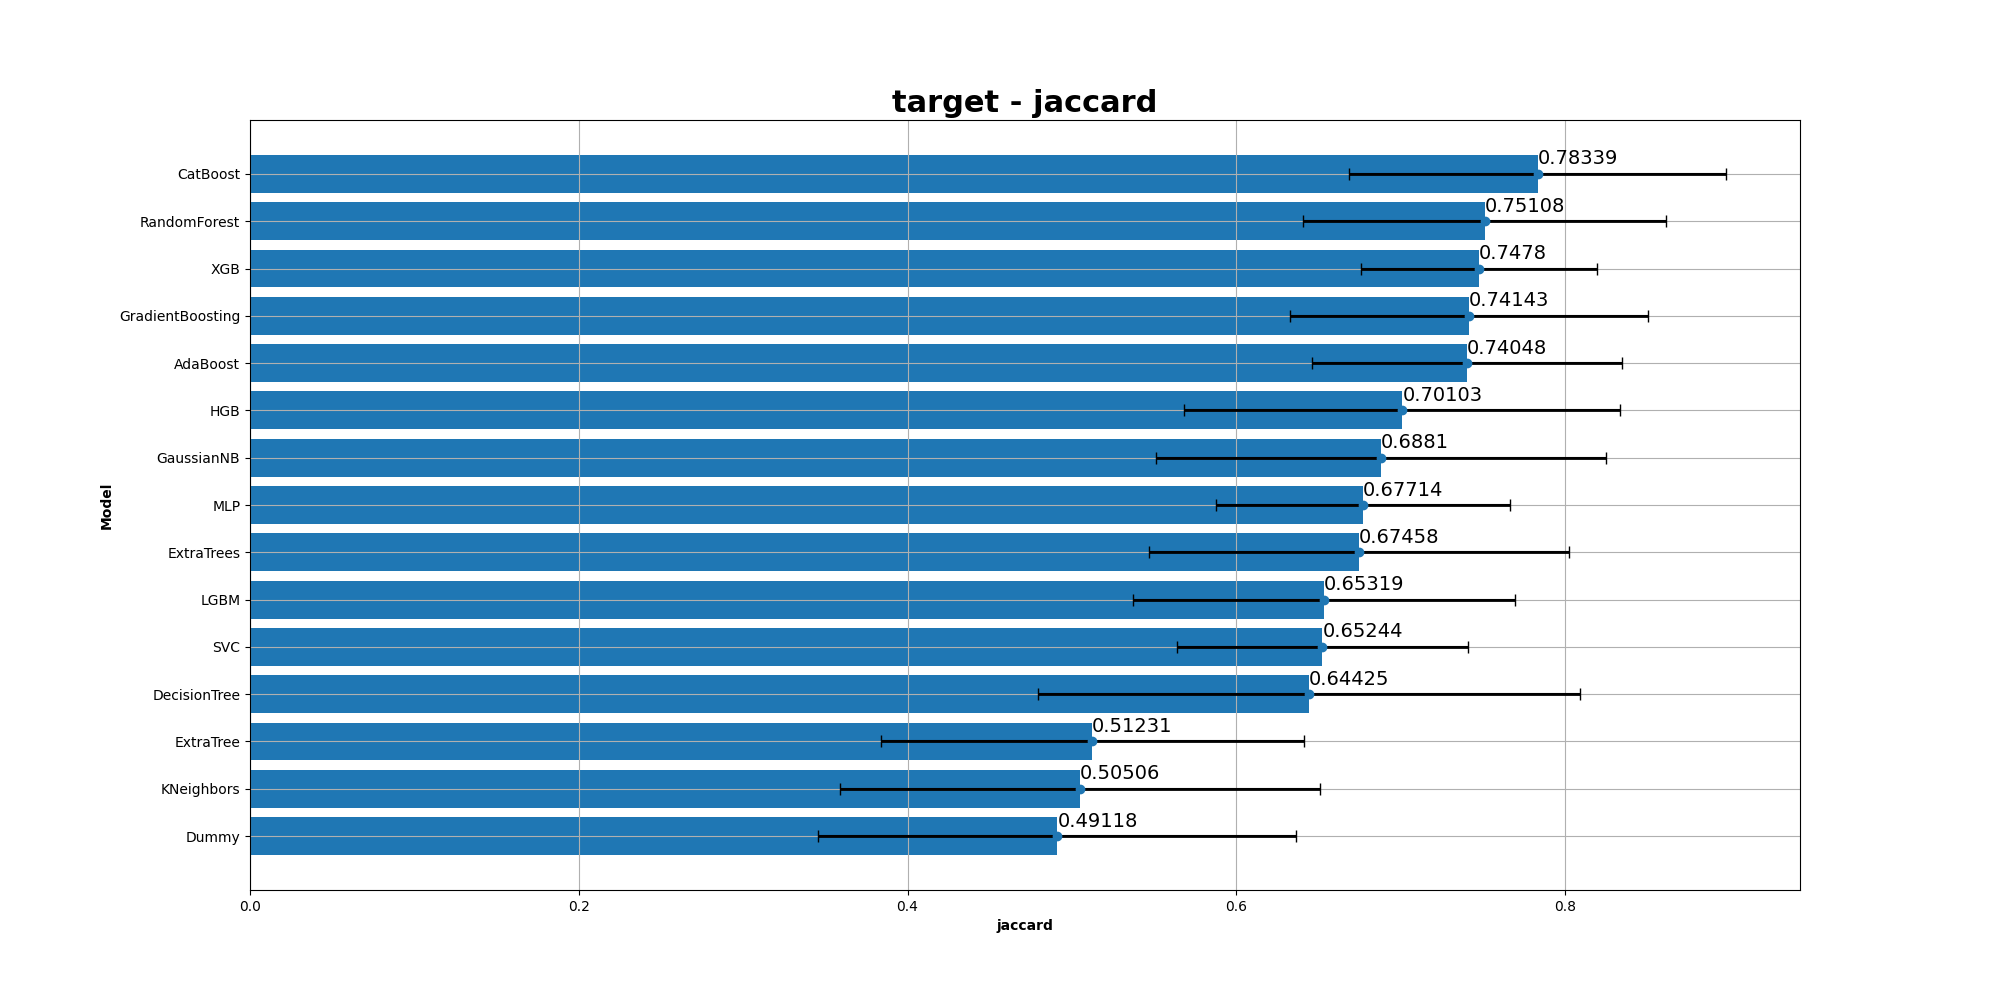 target - jaccard
CatBoost 0.78339
RandomForest 0.75108
XGB 0.7478
GradientBoosting 0.74143
AdaBoost 0.74048
HGB 0.70103
GaussianNB 0.6881
MLP 0.67714
ExtraTrees 0.67458
LGBM 0.65319
SVC 0.65244
DecisionTree 0.64425
ExtraTree 0.51231
KNeighbors 0.50506
Dummy 0.49118
Model
0.0 0.2 0.4 0.6 0.8
jaccard